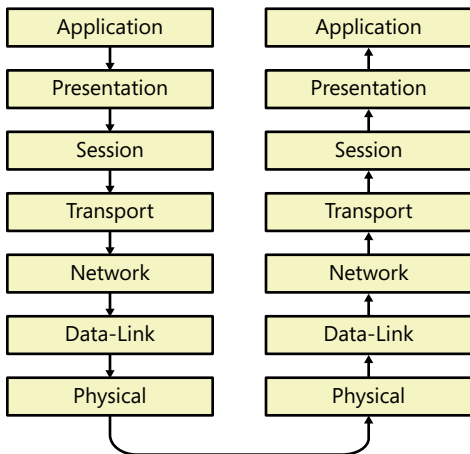 Application
Presentation
Session
Transport
Network
Data-Link
Physical
Application
Presentation
Session
Transport
Network
Data-Link
Physical